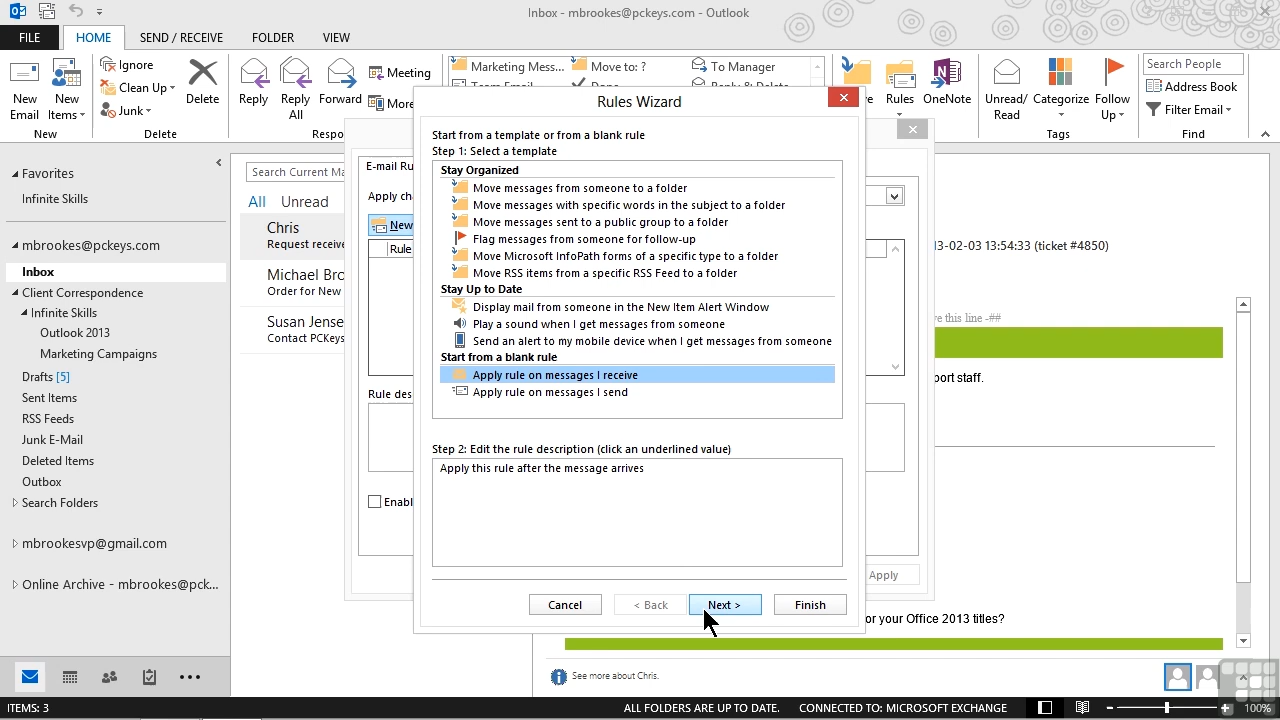 Inbox - mbrookes@pckeys.com - Outlook
FILE
HOME
SEND / RECEIVE
FOLDER
VIEW
New Email
New Items
New
Ignore
Clean Up
Junk
Delete
Delete
Reply
Reply All
Forward
Meeting
More
Respo
Marketing Mess...
Move to: ?
To Manager
Team Email
Done
Reply & Delete
Rules
OneNote
Unread/ Read
Categorize
Follow Up
Tags
Search People
Address Book
Filter Email
Find
Favorites
Infinite Skills
mbrookes@pckeys.com
Inbox
Client Correspondence
Infinite Skills
Outlook 2013
Marketing Campaigns
Drafts [5]
Sent Items
RSS Feeds
Junk E-Mail
Deleted Items
Outbox
Search Folders
mbrookesvp@gmail.com
Online Archive - mbrookes@pck...
Search Current Ma
All Unread
Chris
Request receive
Michael Bro
Order for New
Susan Jense
Contact PCKeys
E-mail Ru
Apply cha
New
Rule
Rule des
Enabl
Apply
Rules Wizard
Start from a template or from a blank rule
Step 1: Select a template
Stay Organized
Move messages from someone to a folder
Move messages with specific words in the subject to a folder
Move messages sent to a public group to a folder
Flag messages from someone for follow-up
Move Microsoft InfoPath forms of a specific type to a folder
Move RSS items from a specific RSS Feed to a folder
Stay Up to Date
Display mail from someone in the New Item Alert Window
Play a sound when I get messages from someone
Send an alert to my mobile device when I get messages from someone
Start from a blank rule
Apply rule on messages I receive
Apply rule on messages I send
Step 2: Edit the rule description (click an underlined value)
Apply this rule after the message arrives
Cancel
< Back
Next >
Finish
13-02-03 13:54:33 (ticket #4850)
ve this line -##
port staff.
or your Office 2013 titles?
See more about Chris.
ITEMS: 3
ALL FOLDERS ARE UP TO DATE.
CONNECTED TO: MICROSOFT EXCHANGE
100%